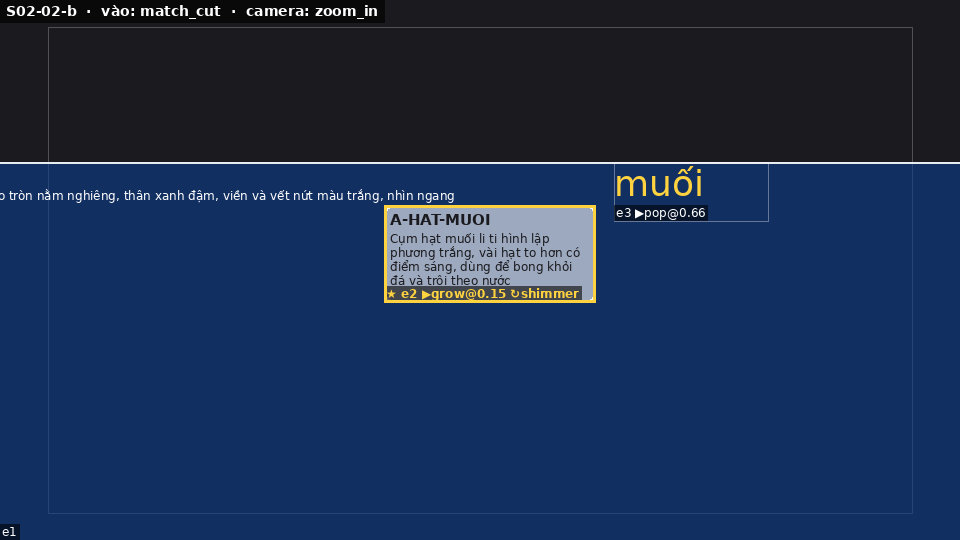 S02-02-b · vào: match_cut · camera: zoom_in
muối
tròn nằm nghiêng, thân xanh đậm, viền và vết nứt màu trắng, nhìn ngang
e3 ▶pop@0.66
A-HAT-MUOI
Cụm hạt muối li ti hình lập
phương trắng, vài hạt to hơn có
điểm sáng, dùng để bong khỏi
đá và trôi theo nước
★ e2 ▶grow@0.15 ↻shimmer
e1